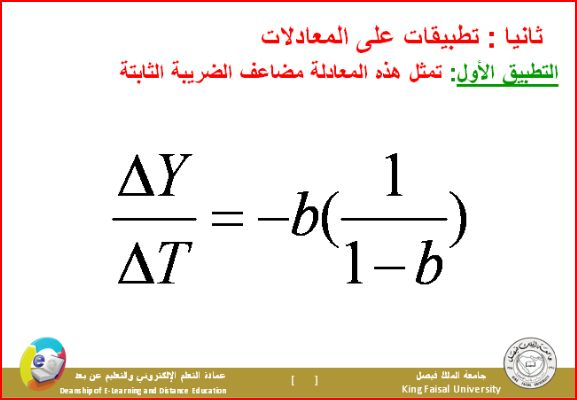 ثانيا : تطبيقات على المعادلات
التطبيق الأول: تمثل هذه المعادلة مضاعف الضريبة الثابتة
ΔY/ΔT = −b(1/(1−b))
جامعة الملك فيصل
King Faisal University
[ ]
عمادة التعلم الإلكتروني والتعليم عن بعد
Deanship of E-Learning and Distance Education